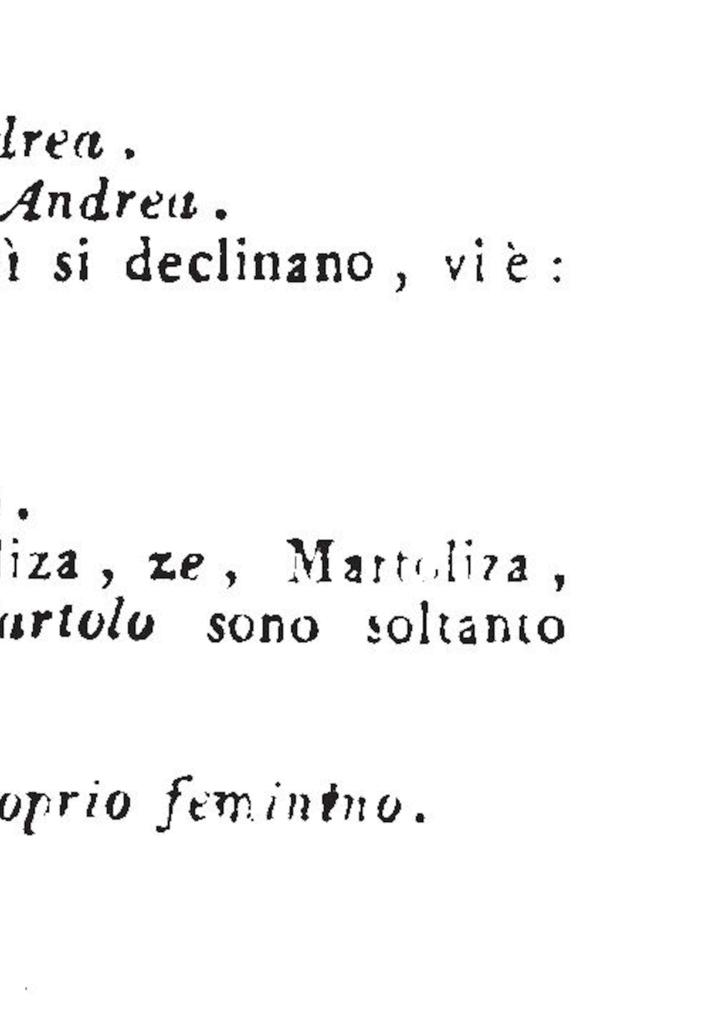 drea.
Andrea.
ì si declinano, vi è:
.
liza, ze, Martoliza,
artolo sono soltanto
oprio feminino.